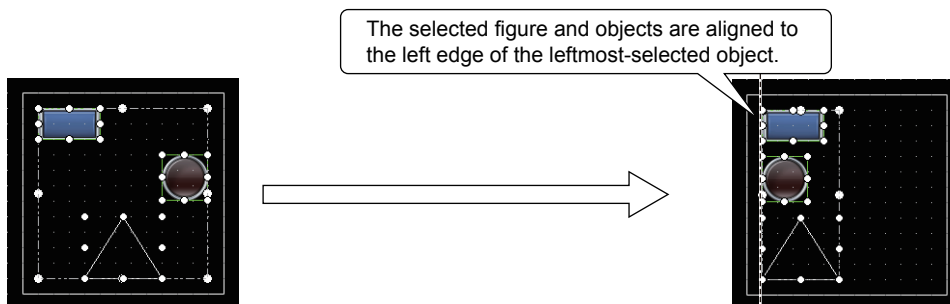 The selected figure and objects are aligned to
the left edge of the leftmost-selected object.